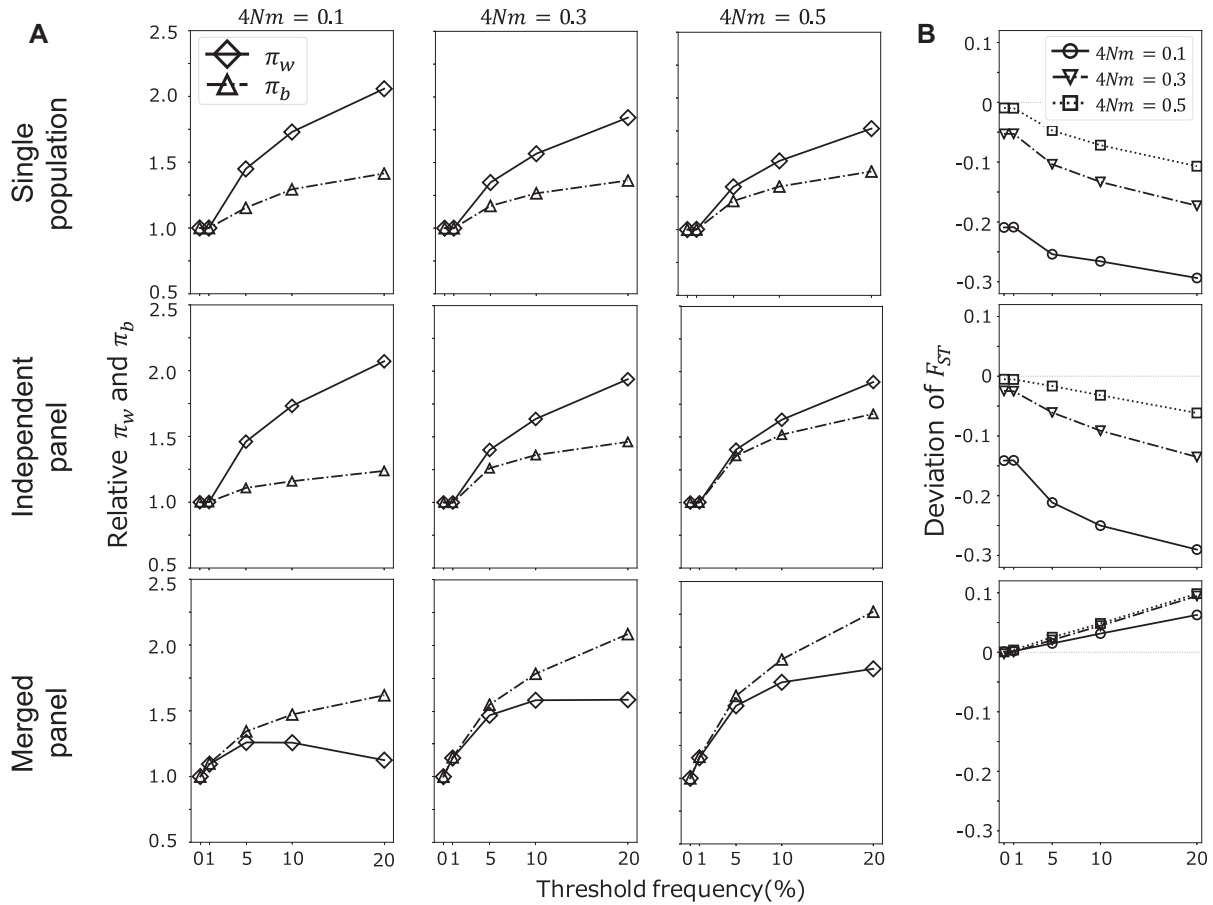 A
4Nm = 0.1
4Nm = 0.3
4Nm = 0.5
B
2.5
2.0
1.5
1.0
0.5
π_w
π_b
Single
population
0.1
0
-0.1
-0.2
-0.3
4Nm = 0.1
4Nm = 0.3
4Nm = 0.5
2.5
2.0
1.5
1.0
0.5
Independent
panel
Relative π_w and π_b
0.1
0
-0.1
-0.2
-0.3
Deviation of F_ST
2.5
2.0
1.5
1.0
0.5
Merged
panel
0.1
0
-0.1
-0.2
-0.3
0 1 5 10 20
0 1 5 10 20
0 1 5 10 20
0 1 5 10 20
Threshold frequency(%)